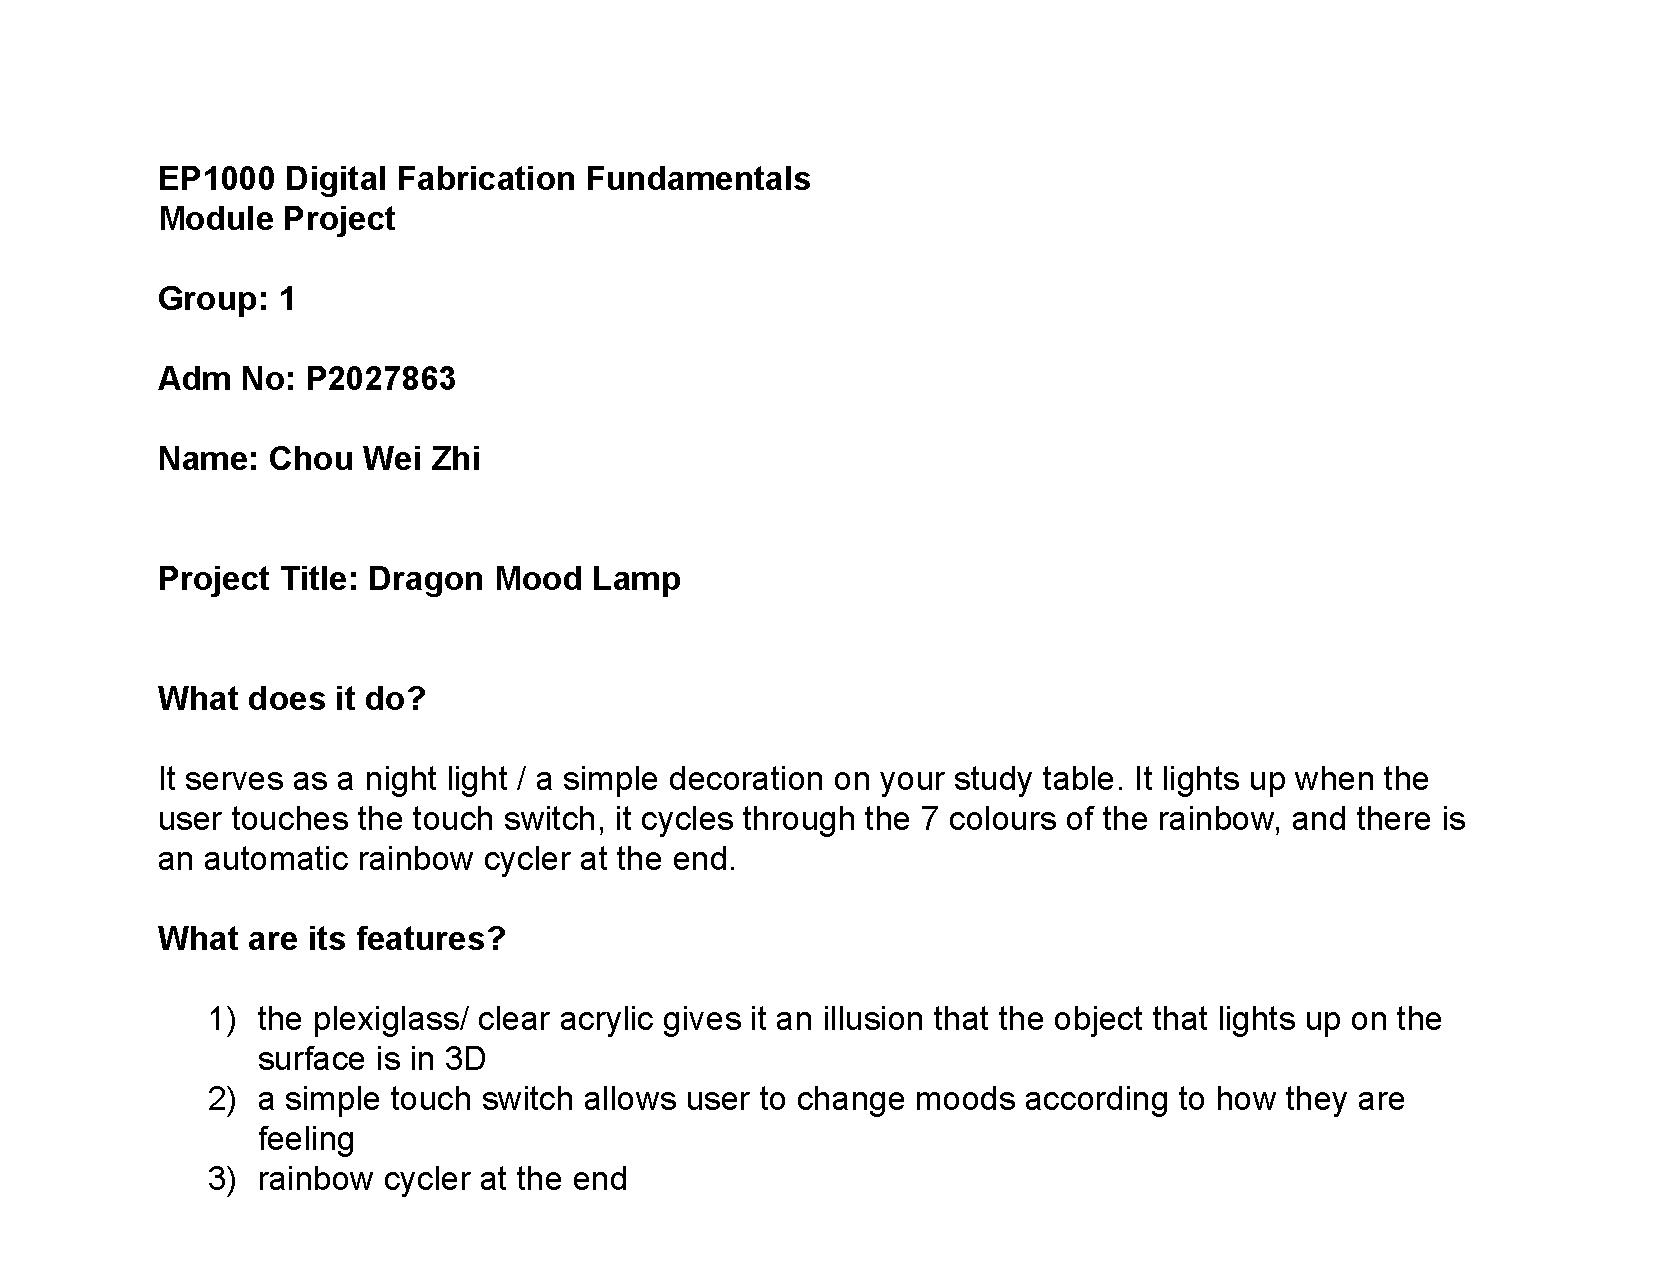 EP1000 Digital Fabrication Fundamentals
Module Project
Group: 1
Adm No: P2027863
Name: Chou Wei Zhi
Project Title: Dragon Mood Lamp
What does it do?
It serves as a night light / a simple decoration on your study table. It lights up when the
user touches the touch switch, it cycles through the 7 colours of the rainbow, and there is
an automatic rainbow cycler at the end.
What are its features?
1) the plexiglass/ clear acrylic gives it an illusion that the object that lights up on the
surface is in 3D
2) a simple touch switch allows user to change moods according to how they are
feeling
3) rainbow cycler at the end